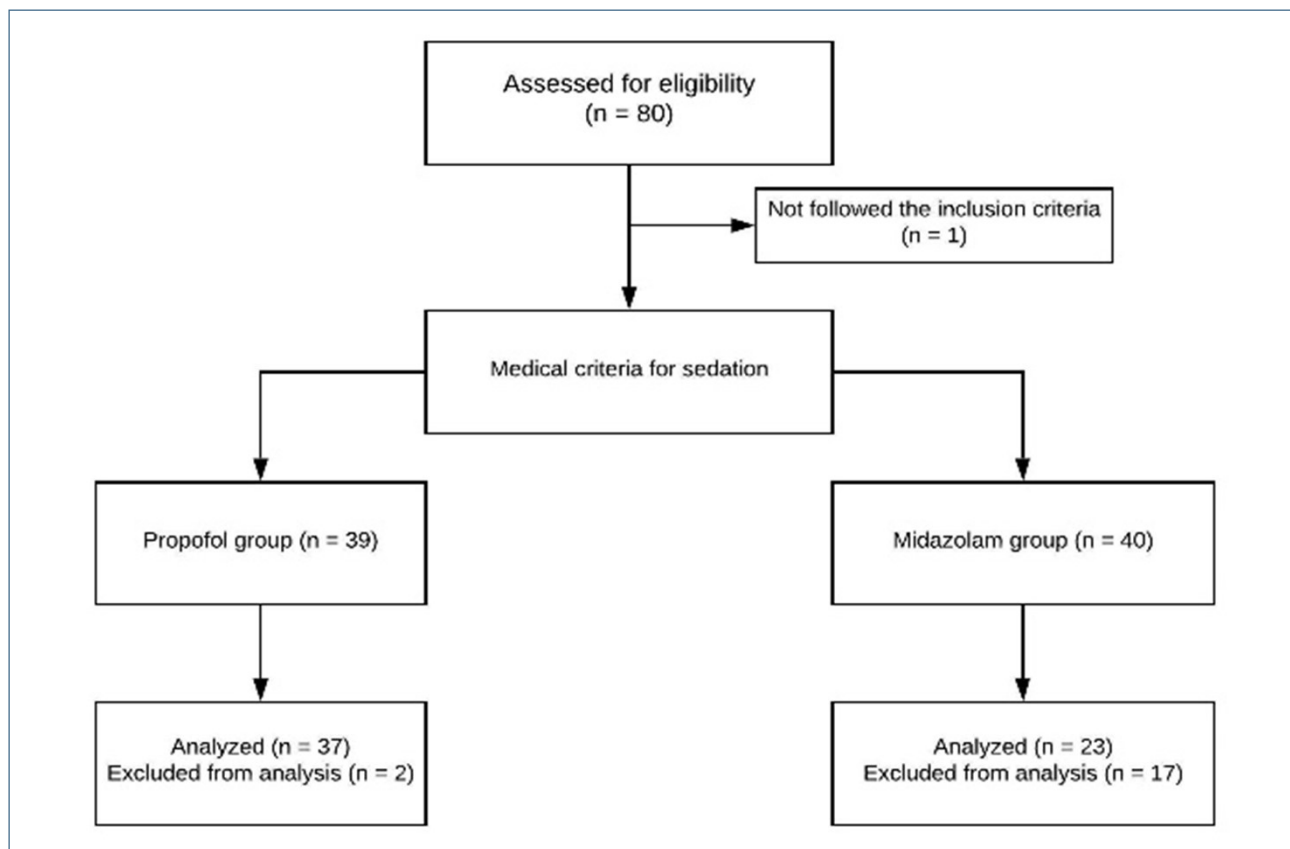 Assessed for eligibility
(n = 80)
Not followed the inclusion criteria
(n = 1)
Medical criteria for sedation
Propofol group (n = 39)
Midazolam group (n = 40)
Analyzed (n = 37)
Excluded from analysis (n = 2)
Analyzed (n = 23)
Excluded from analysis (n = 17)